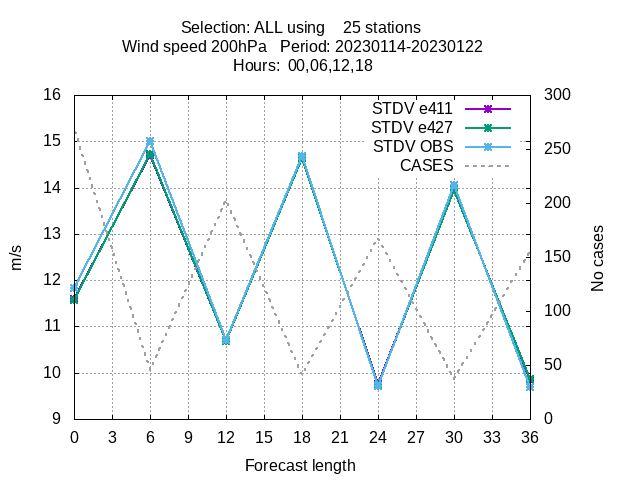 Selection: ALL using    25 stations
Wind speed 200hPa   Period: 20230114-20230122
Hours:  00,06,12,18
16 300
STDV e411
STDV e427
STDV OBS
CASES
15 250
14 200
13
12 150
11 100
10 50
9 0
m/s
No cases
0 3 6 9 12 15 18 21 24 27 30 33 36
Forecast length